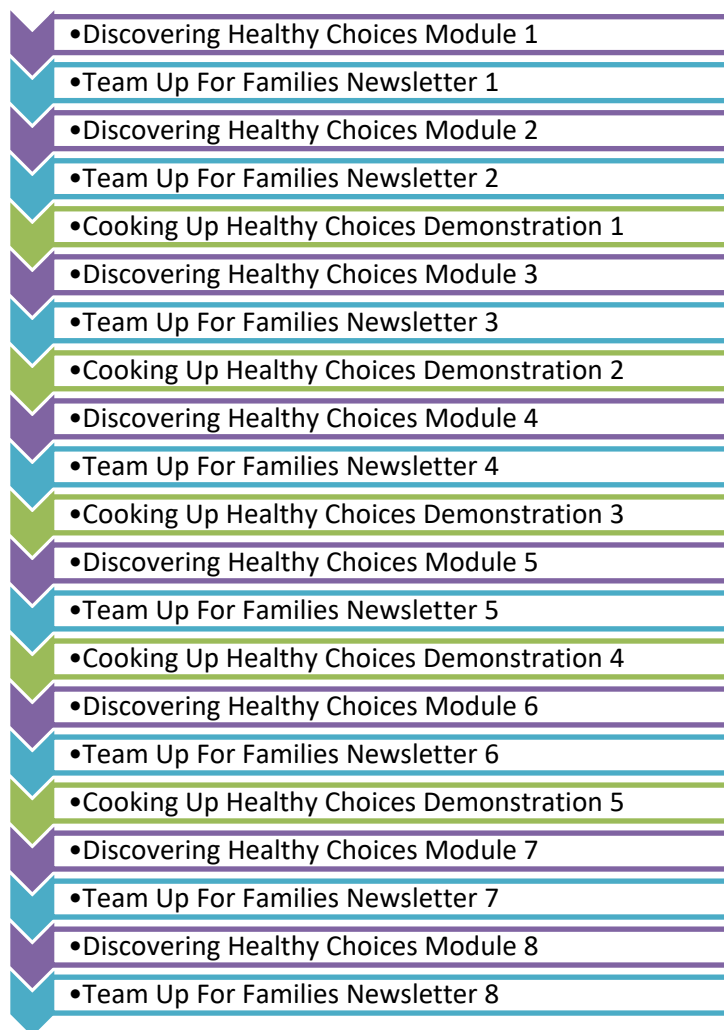 •Discovering Healthy Choices Module 1
•Team Up For Families Newsletter 1
•Discovering Healthy Choices Module 2
•Team Up For Families Newsletter 2
•Cooking Up Healthy Choices Demonstration 1
•Discovering Healthy Choices Module 3
•Team Up For Families Newsletter 3
•Cooking Up Healthy Choices Demonstration 2
•Discovering Healthy Choices Module 4
•Team Up For Families Newsletter 4
•Cooking Up Healthy Choices Demonstration 3
•Discovering Healthy Choices Module 5
•Team Up For Families Newsletter 5
•Cooking Up Healthy Choices Demonstration 4
•Discovering Healthy Choices Module 6
•Team Up For Families Newsletter 6
•Cooking Up Healthy Choices Demonstration 5
•Discovering Healthy Choices Module 7
•Team Up For Families Newsletter 7
•Discovering Healthy Choices Module 8
•Team Up For Families Newsletter 8